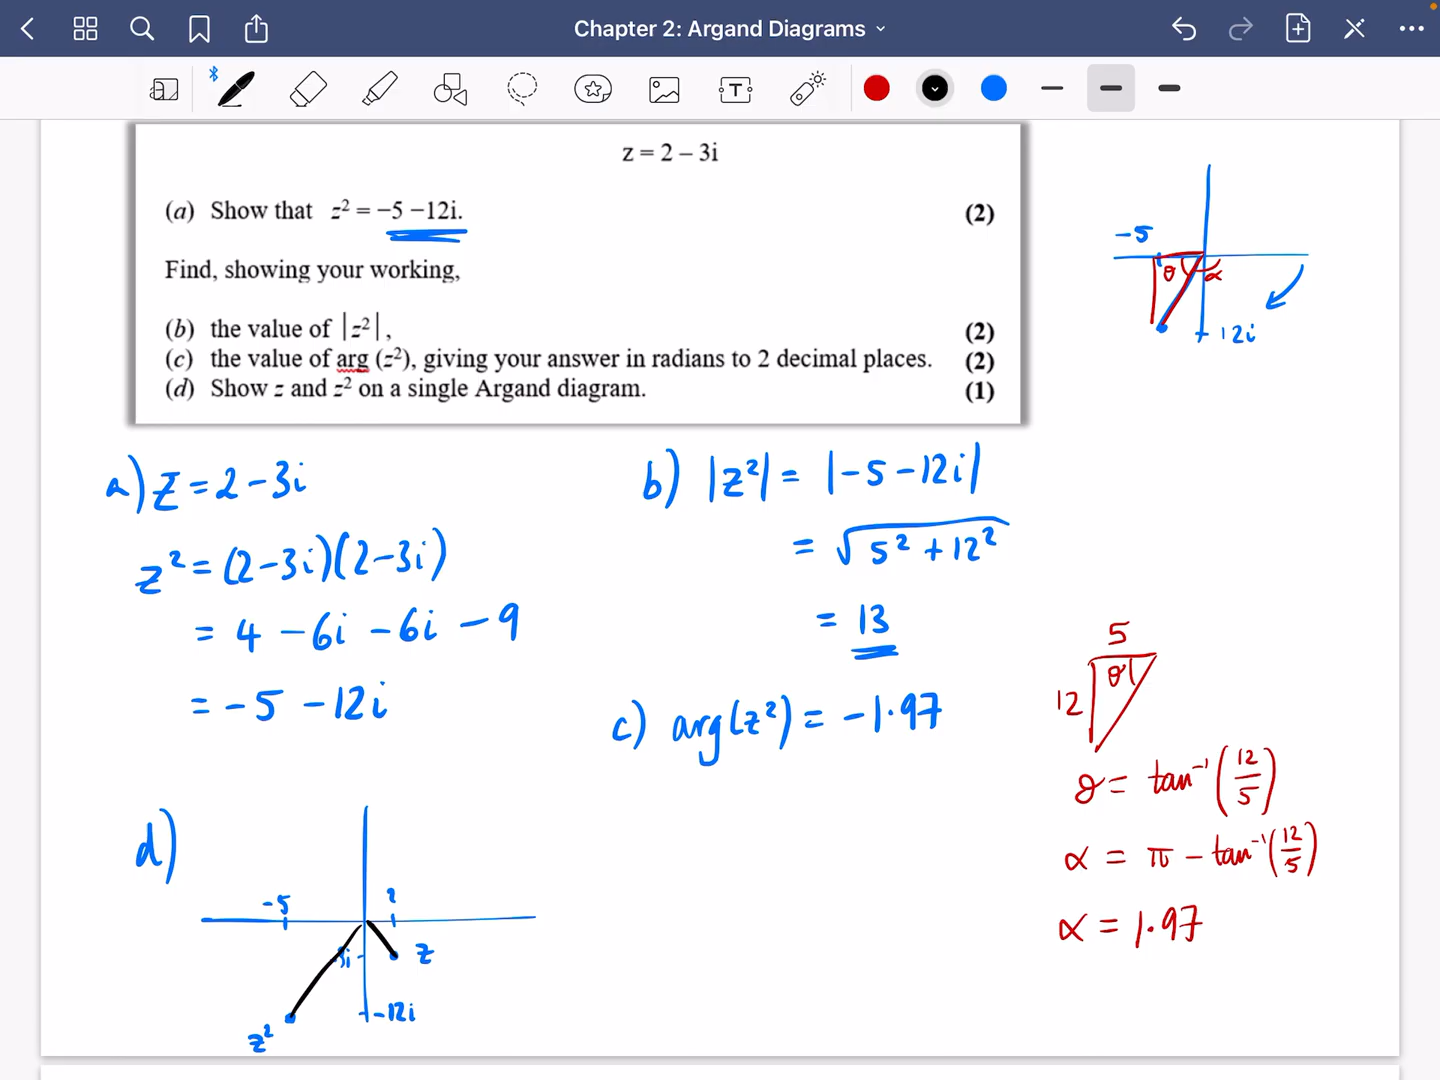 Chapter 2: Argand Diagrams
z = 2 – 3i
(a) Show that z² = –5 –12i. (2)
Find, showing your working,
(b) the value of |z²|, (2)
(c) the value of arg (z²), giving your answer in radians to 2 decimal places. (2)
(d) Show z and z² on a single Argand diagram. (1)
-5
θ α
12i
a) z = 2 - 3i
z² = (2-3i)(2-3i)
= 4 - 6i - 6i - 9
= -5 - 12i
b) |z²| = |-5 - 12i|
= √(5² + 12²)
= 13
c) arg(z²) = -1.97
5
12 θ
θ = tan⁻¹(12/5)
α = π - tan⁻¹(12/5)
α = 1.97
d)
-5 2
3i z
-12i
z²